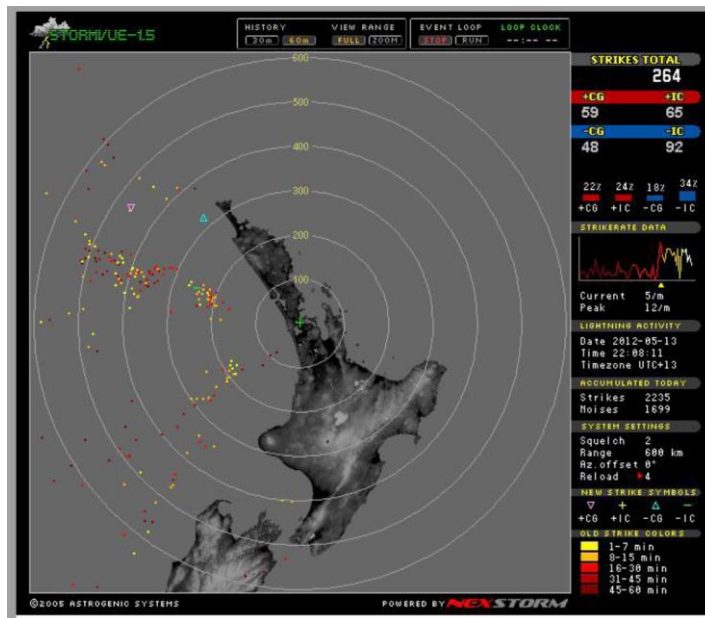 STORMVUE-1.5
HISTORY VIEW RANGE
30m 60m FULL ZOOM
EVENT LOOP LOOP CLOCK
STOP RUN --:-- --
600
500
400
300
200
100
STRIKES TOTAL
264
+CG +IC
59 65
-CG -IC
48 92
22% 24% 18% 34%
+CG +IC -CG -IC
STRIKERATE DATA
Current 5/m
Peak 12/m
LIGHTNING ACTIVITY
Date 2012-05-13
Time 22:08:11
Timezone UTC+13
ACCUMULATED TODAY
Strikes 2235
Noises 1699
SYSTEM SETTINGS
Squelch 2
Range 600 km
Az.offset 0°
Reload 4
NEW STRIKE SYMBOLS
+CG +IC -CG -IC
OLD STRIKE COLORS
1-7 min
8-15 min
16-30 min
31-45 min
45-60 min
©2005 ASTROGENIC SYSTEMS POWERED BY NEXSTORM